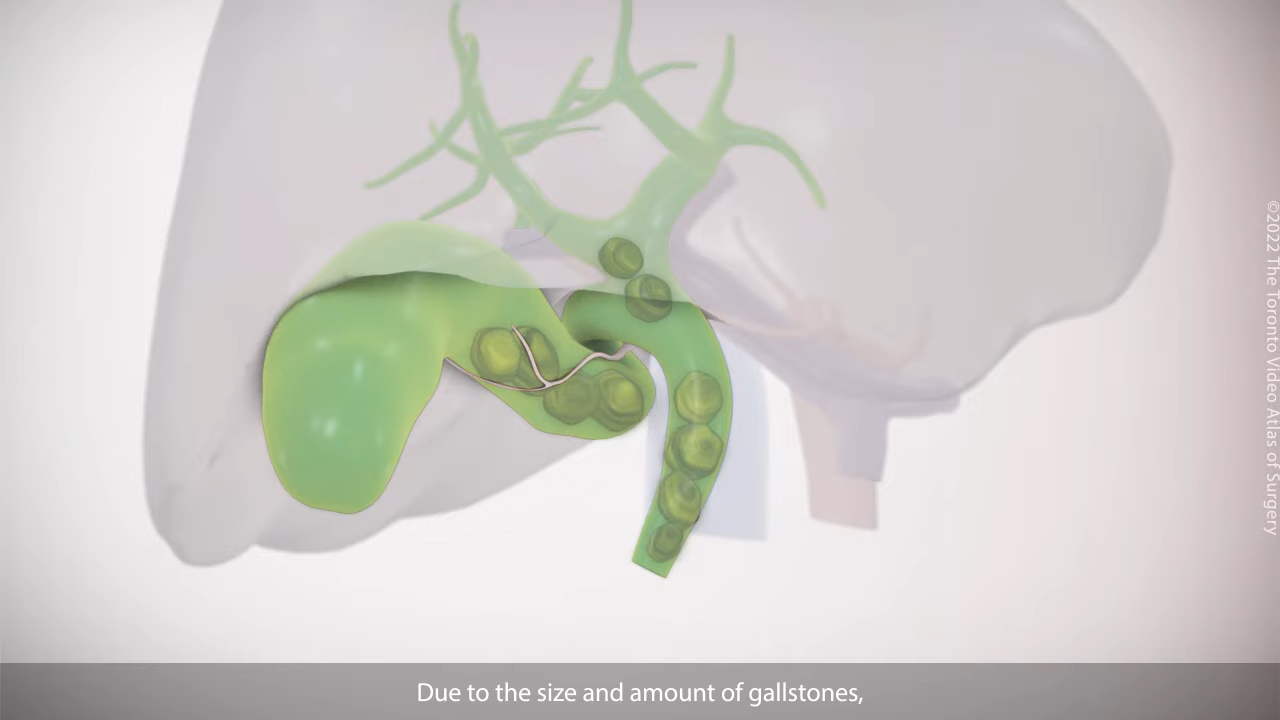 ©2022 The Toronto Video Atlas of Surgery
Due to the size and amount of gallstones,